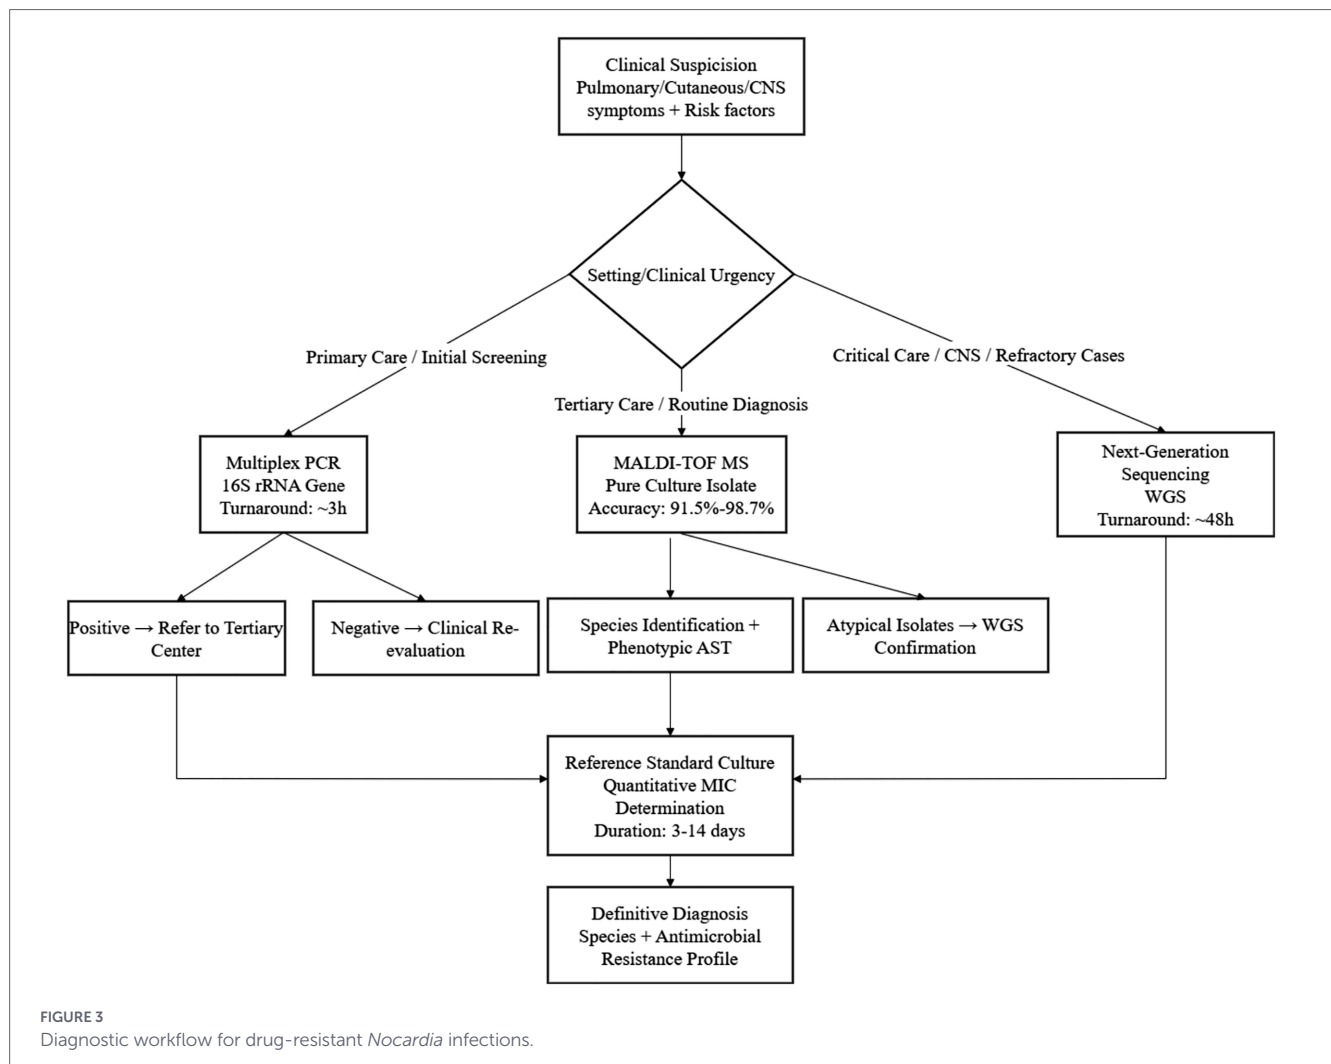 Clinical Suspicision
Pulmonary/Cutaneous/CNS
symptoms + Risk factors
Setting/Clinical Urgency
Primary Care / Initial Screening
Tertiary Care / Routine Diagnosis
Critical Care / CNS / Refractory Cases
Multiplex PCR
16S rRNA Gene
Turnaround: ~3h
MALDI-TOF MS
Pure Culture Isolate
Accuracy: 91.5%-98.7%
Next-Generation
Sequencing
WGS
Turnaround: ~48h
Positive → Refer to Tertiary
Center
Negative → Clinical Re-
evaluation
Species Identification +
Phenotypic AST
Atypical Isolates → WGS
Confirmation
Reference Standard Culture
Quantitative MIC
Determination
Duration: 3-14 days
Definitive Diagnosis
Species + Antimicrobial
Resistance Profile
FIGURE 3
Diagnostic workflow for drug-resistant Nocardia infections.